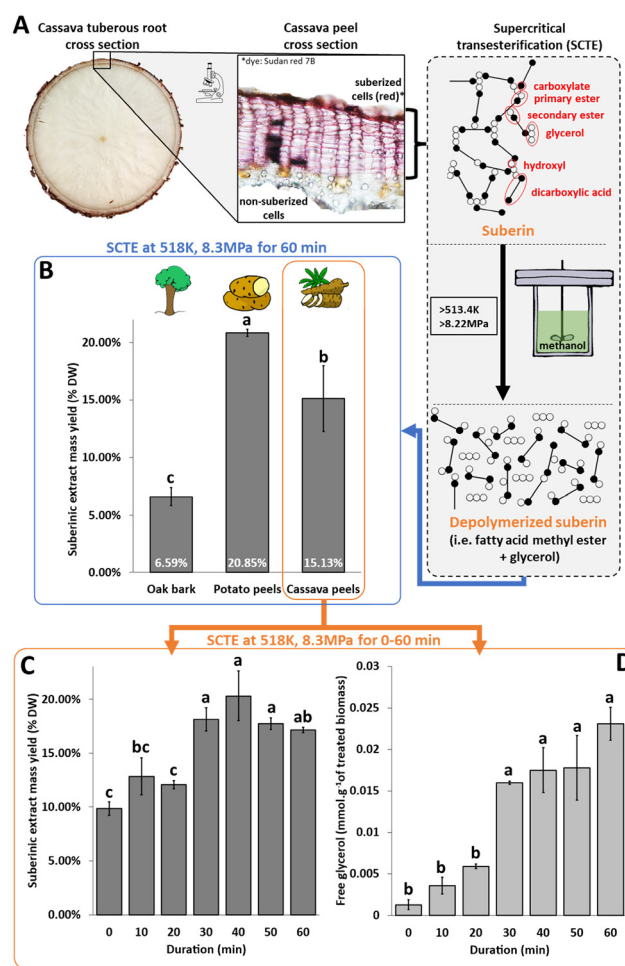 A
Cassava tuberous root
cross section
Cassava peel
cross section
*dye: Sudan red 7B
suberized
cells (red)*
non-suberized
cells
Supercritical
transesterification (SCTE)
carboxylate
primary ester
secondary ester
glycerol
hydroxyl
dicarboxylic acid
Suberin
>513.4K
>8.22MPa
methanol
Depolymerized suberin
(i.e. fatty acid methyl ester
+ glycerol)
SCTE at 518K, 8.3MPa for 60 min
B
Suberinic extract mass yield (% DW)
20.00%
15.00%
10.00%
5.00%
0.00%
c
a
b
6.59%
20.85%
15.13%
Oak bark
Potato peels
Cassava peels
SCTE at 518K, 8.3MPa for 0-60 min
C
Suberinic extract mass yield (% DW)
20.00%
15.00%
10.00%
5.00%
0.00%
c
bc
c
a
a
a
ab
0 10 20 30 40 50 60
Duration (min)
D
Free glycerol (mmol.g⁻¹of treated biomass)
0.03
0.025
0.02
0.015
0.01
0.005
0
b
b
b
a
a
a
a
0 10 20 30 40 50 60
Duration (min)